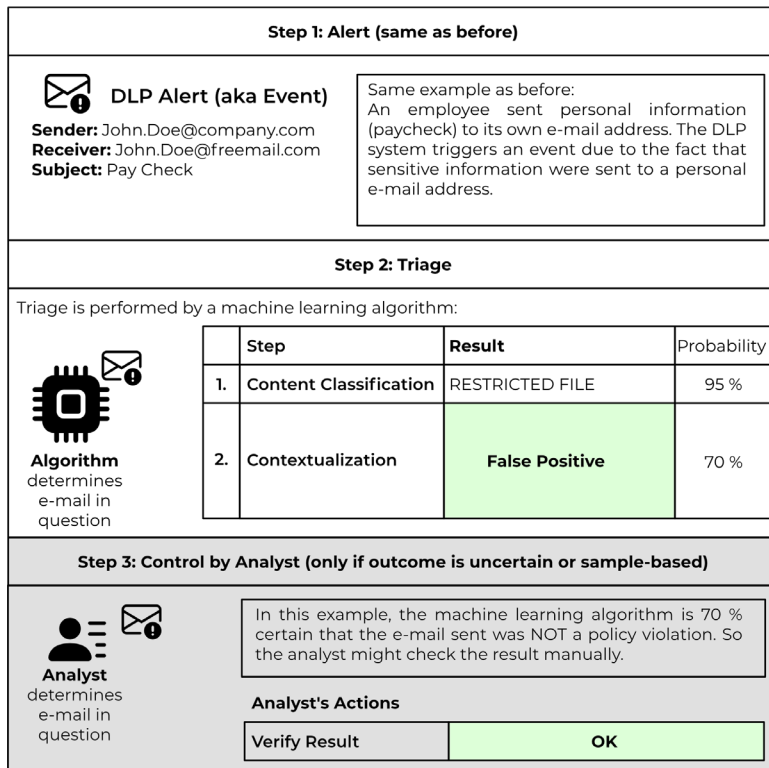 Step 1: Alert (same as before)
DLP Alert (aka Event)
Sender: John.Doe@company.com
Receiver: John.Doe@freemail.com
Subject: Pay Check
Same example as before:
An employee sent personal information
(paycheck) to its own e-mail address. The DLP
system triggers an event due to the fact that
sensitive information were sent to a personal
e-mail address.
Step 2: Triage
Triage is performed by a machine learning algorithm:
Algorithm
determines
e-mail in
question
Step Result Probability
1. Content Classification RESTRICTED FILE 95 %
2. Contextualization False Positive 70 %
Step 3: Control by Analyst (only if outcome is uncertain or sample-based)
Analyst
determines
e-mail in
question
In this example, the machine learning algorithm is 70 %
certain that the e-mail sent was NOT a policy violation. So
the analyst might check the result manually.
Analyst's Actions
Verify Result OK